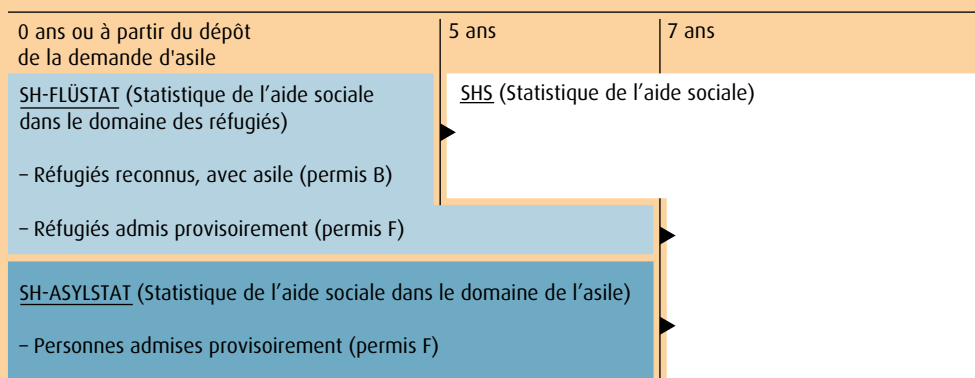 0 ans ou à partir du dépôt
de la demande d'asile
5 ans
7 ans
SH-FLÜSTAT (Statistique de l’aide sociale
dans le domaine des réfugiés)
– Réfugiés reconnus, avec asile (permis B)
– Réfugiés admis provisoirement (permis F)
SHS (Statistique de l’aide sociale)
SH-ASYLSTAT (Statistique de l’aide sociale dans le domaine de l’asile)
– Personnes admises provisoirement (permis F)